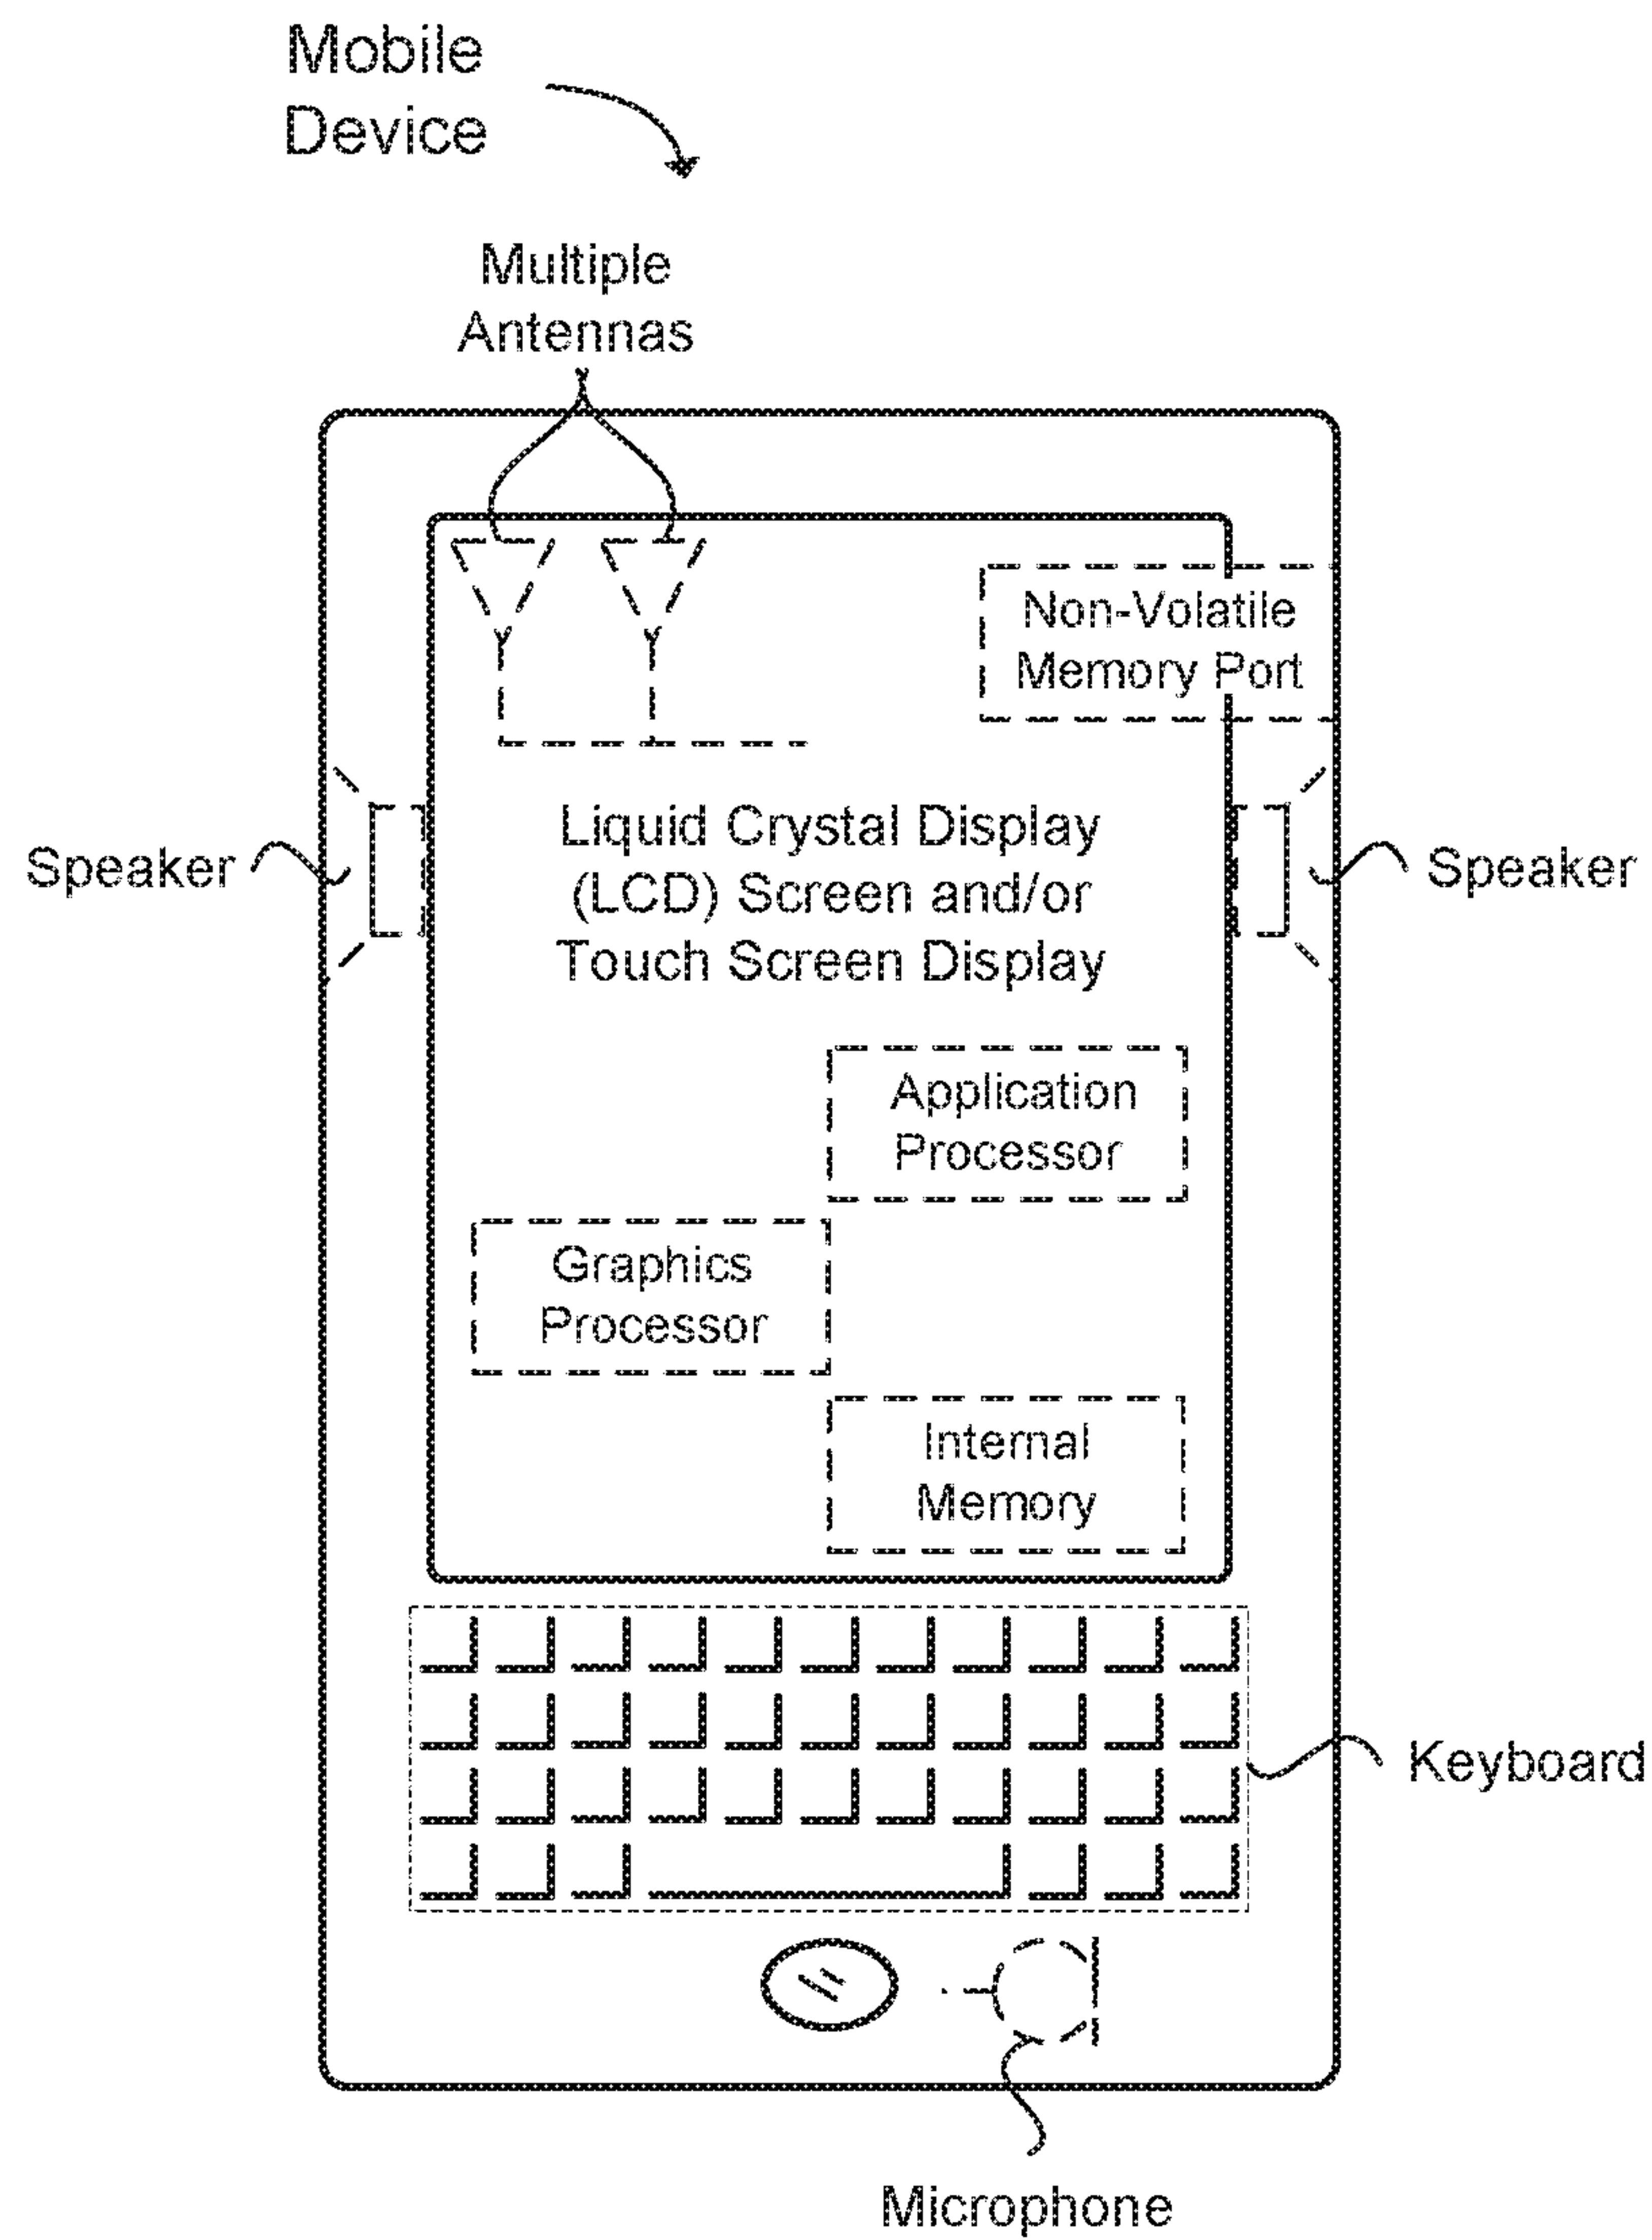 Mobile
Device
Multiple
Antennas
Non-Volatile
Memory Port
Speaker
Liquid Crystal Display
(LCD) Screen and/or
Touch Screen Display
Speaker
Application
Processor
Graphics
Processor
Internal
Memory
Keyboard
Microphone